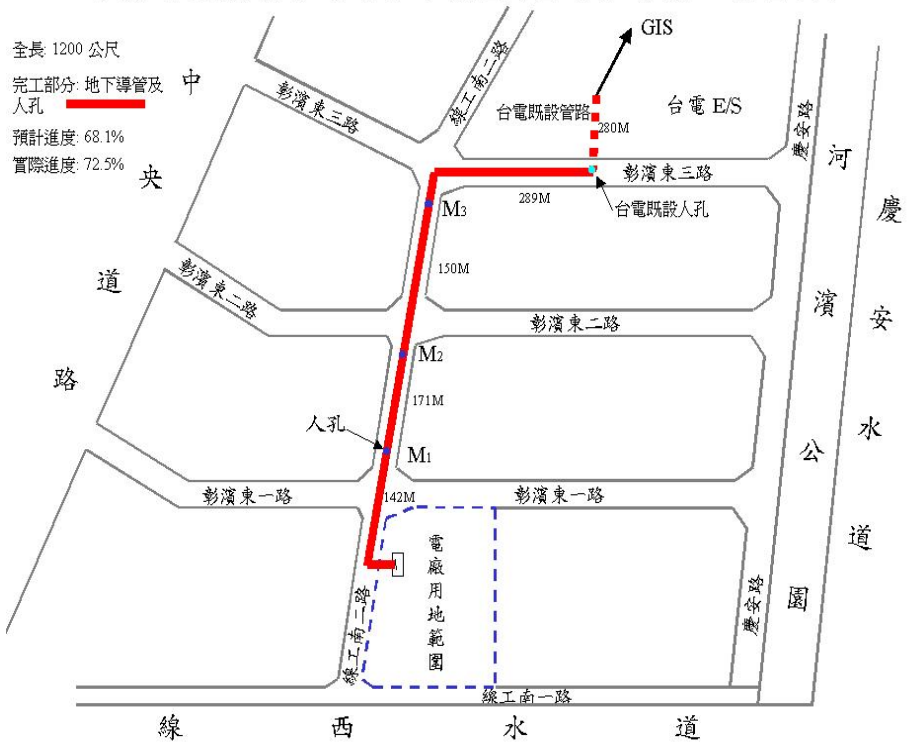 全長: 1200 公尺
完工部分: 地下導管及
人孔
預計進度: 68.1%
實際進度: 72.5%
中
央
道
路
GIS
台電既設管路
280M
台電 E/S
慶安路
彰濱東三路
線工南二路
彰濱東三路
台電既設人孔
289M
M3
150M
彰濱東二路
彰濱東二路
M2
171M
人孔
M1
彰濱東一路
142M
彰濱東一路
電廠用地範圍
線工南二路
慶安路
線工南一路
河濱公園
慶安水道
線西水道